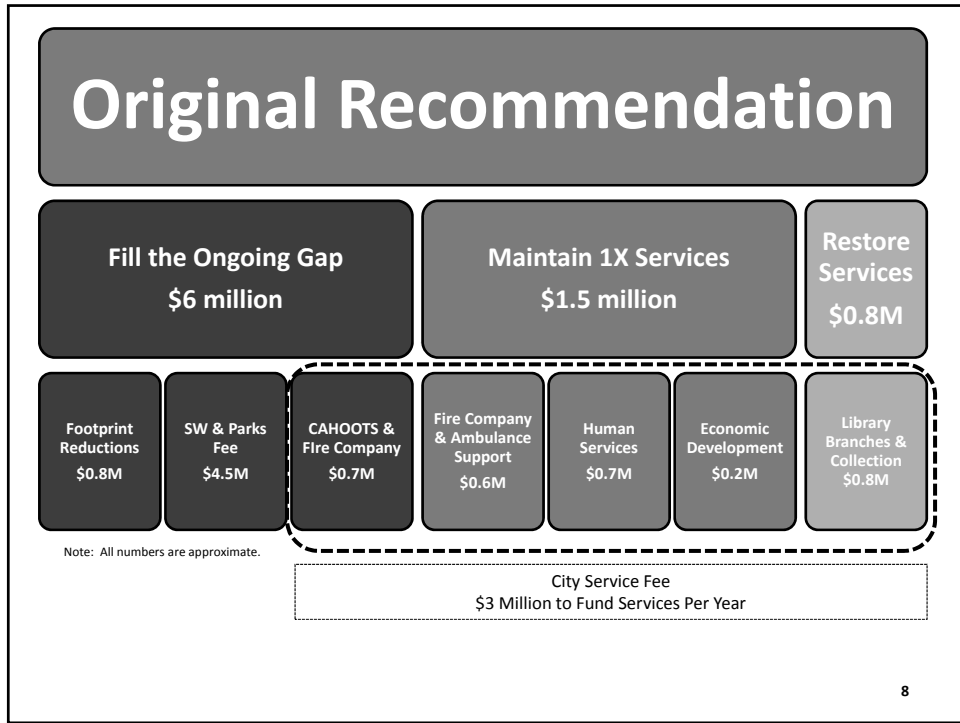 Original Recommendation
Fill the Ongoing Gap
$6 million
Maintain 1X Services
$1.5 million
Restore
Services
$0.8M
Footprint
Reductions
$0.8M
SW & Parks
Fee
$4.5M
CAHOOTS &
FIre Company
$0.7M
Fire Company
& Ambulance
Support
$0.6M
Human
Services
$0.7M
Economic
Development
$0.2M
Library
Branches &
Collection
$0.8M
Note: All numbers are approximate.
City Service Fee
$3 Million to Fund Services Per Year
8